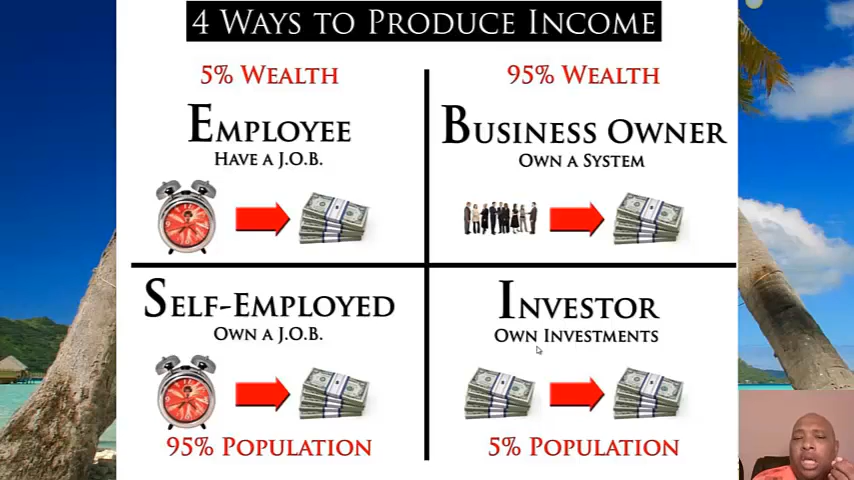 4 Ways to Produce Income
5% Wealth
95% Wealth
Employee
Have a J.O.B.
Business Owner
Own a System
Self-Employed
Own a J.O.B.
Investor
Own Investments
95% Population
5% Population